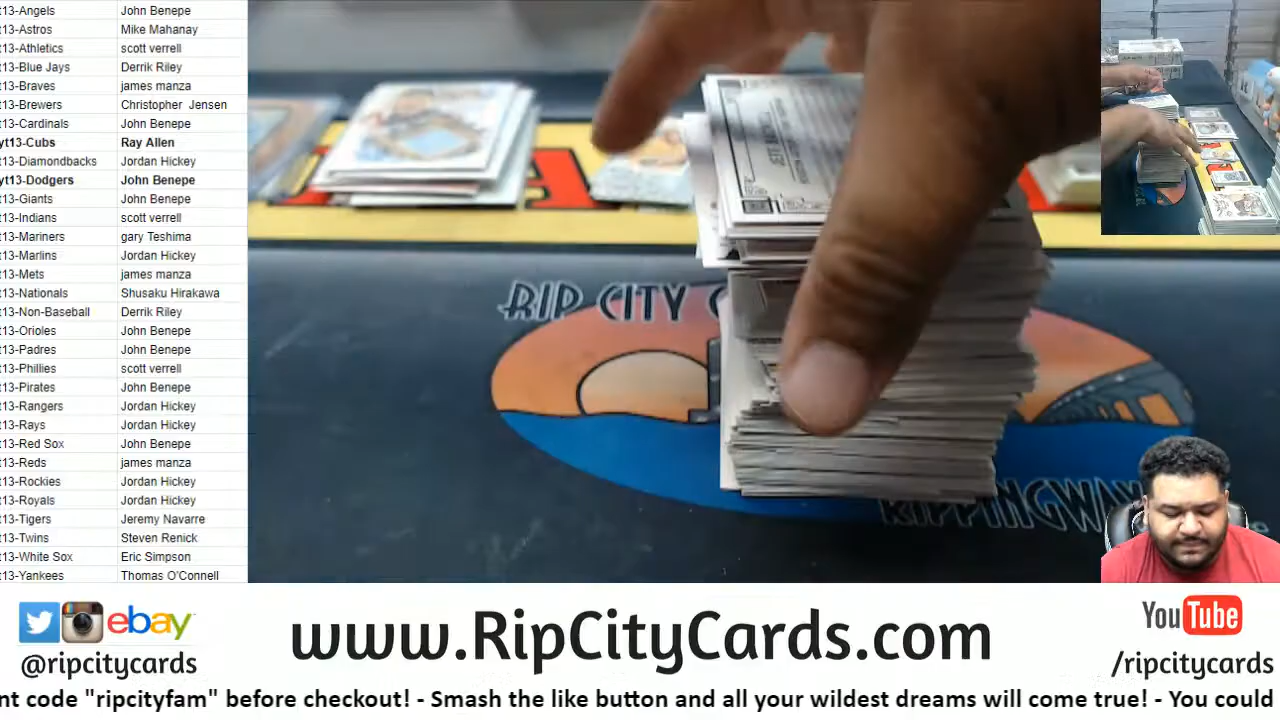 t13-Angels John Benepe
t13-Astros Mike Mahanay
t13-Athletics scott verrell
t13-Blue Jays Derrik Riley
t13-Braves james manza
t13-Brewers Christopher Jensen
t13-Cardinals John Benepe
yt13-Cubs Ray Allen
t13-Diamondbacks Jordan Hickey
yt13-Dodgers John Benepe
t13-Giants John Benepe
t13-Indians scott verrell
t13-Mariners gary Teshima
t13-Marlins Jordan Hickey
t13-Mets james manza
t13-Nationals Shusaku Hirakawa
t13-Non-Baseball Derrik Riley
t13-Orioles John Benepe
t13-Padres John Benepe
t13-Phillies scott verrell
t13-Pirates John Benepe
t13-Rangers Jordan Hickey
t13-Rays Jordan Hickey
t13-Red Sox John Benepe
t13-Reds james manza
t13-Rockies Jordan Hickey
t13-Royals Jordan Hickey
t13-Tigers Jeremy Navarre
t13-Twins Steven Renick
t13-White Sox Eric Simpson
t13-Yankees Thomas O'Connell
RIP CITY C
RIPPINGWA
ebay
@ripcitycards
www.RipCityCards.com
YouTube
/ripcitycards
nt code "ripcityfam" before checkout! - Smash the like button and all your wildest dreams will come true! - You could